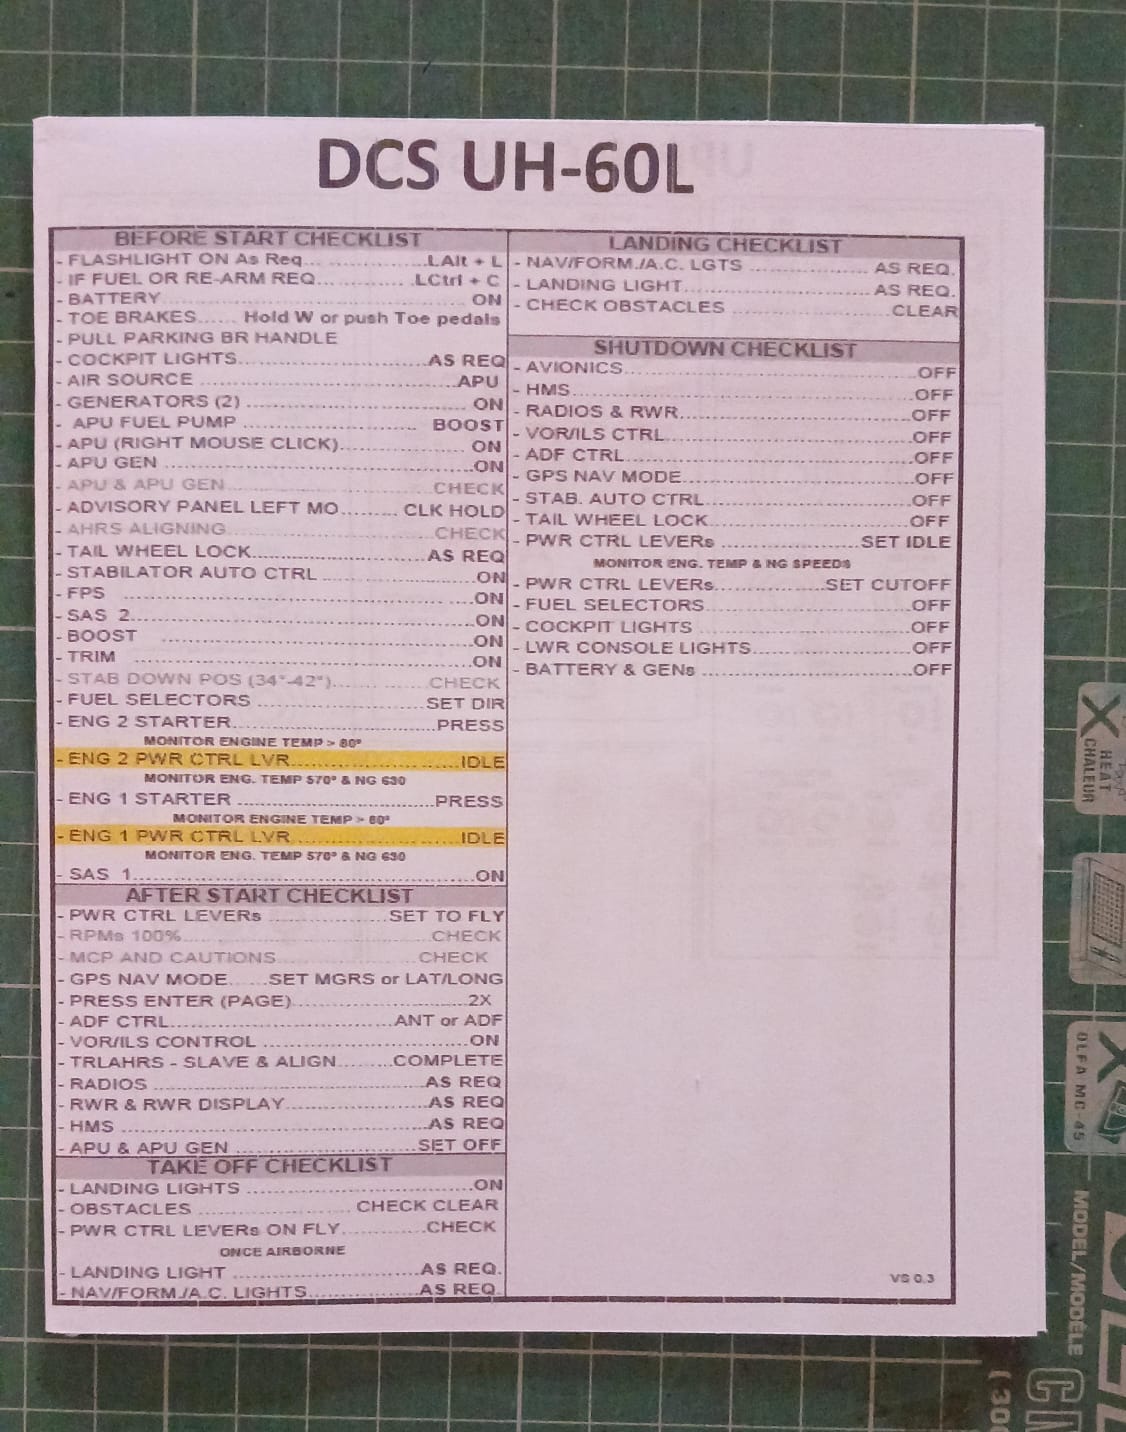 DCS UH-60L
BEFORE START CHECKLIST
- FLASHLIGHT ON As Req.................LAlt + L
- IF FUEL OR RE-ARM REQ............LCtrl + C
- BATTERY..............................ON
- TOE BRAKES...... Hold W or push Toe pedals
- PULL PARKING BR HANDLE
- COCKPIT LIGHTS..........................AS REQ
- AIR SOURCE ................................APU
- GENERATORS (2) ..........................ON
- APU FUEL PUMP ..................... BOOST
- APU (RIGHT MOUSE CLICK)............... ON
- APU GEN ....................................ON
- APU & APU GEN..........................CHECK
- ADVISORY PANEL LEFT MO......... CLK HOLD
- AHRS ALIGNING..........................CHECK
- TAIL WHEEL LOCK.......................AS REQ
- STABILATOR AUTO CTRL ....................ON
- FPS ........................................ON
- SAS 2......................................ON
- BOOST ....................................ON
- TRIM .....................................ON
- STAB DOWN POS (34°-42°)............ CHECK
- FUEL SELECTORS ......................SET DIR
- ENG 2 STARTER..........................PRESS
MONITOR ENGINE TEMP > 80°
- ENG 2 PWR CTRL LVR.....................IDLE
MONITOR ENG. TEMP 570° & NG 630
- ENG 1 STARTER .........................PRESS
MONITOR ENGINE TEMP > 80°
- ENG 1 PWR CTRL LVR.....................IDLE
MONITOR ENG. TEMP 570° & NG 630
- SAS 1......................................ON
AFTER START CHECKLIST
- PWR CTRL LEVERs ...............SET TO FLY
- RPMs 100%...............................CHECK
- MCP AND CAUTIONS...................CHECK
- GPS NAV MODE......SET MGRS or LAT/LONG
- PRESS ENTER (PAGE).......................2X
- ADF CTRL............................ANT or ADF
- VOR/ILS CONTROL .........................ON
- TRLAHRS - SLAVE & ALIGN........COMPLETE
- RADIOS ..................................AS REQ
- RWR & RWR DISPLAY...................AS REQ
- HMS ......................................AS REQ
- APU & APU GEN .......................SET OFF
TAKE OFF CHECKLIST
- LANDING LIGHTS ..........................ON
- OBSTACLES ..................... CHECK CLEAR
- PWR CTRL LEVERs ON FLY............CHECK
ONCE AIRBORNE
- LANDING LIGHT ........................AS REQ.
- NAV/FORM./A.C. LIGHTS..............AS REQ.
LANDING CHECKLIST
- NAV/FORM./A.C. LGTS ................ AS REQ.
- LANDING LIGHT.........................AS REQ.
- CHECK OBSTACLES ....................CLEAR
SHUTDOWN CHECKLIST
- AVIONICS..................................OFF
- HMS.......................................OFF
- RADIOS & RWR............................OFF
- VOR/ILS CTRL.............................OFF
- ADF CTRL.................................OFF
- GPS NAV MODE............................OFF
- STAB. AUTO CTRL.........................OFF
- TAIL WHEEL LOCK.........................OFF
- PWR CTRL LEVERs .................SET IDLE
MONITOR ENG. TEMP & NG SPEEDS
- PWR CTRL LEVERs..............SET CUTOFF
- FUEL SELECTORS..........................OFF
- COCKPIT LIGHTS ..........................OFF
- LWR CONSOLE LIGHTS...................OFF
- BATTERY & GENs .........................OFF
VS 0.3
HEAT
CHALEUR
OLFA MC-45
MODEL/MODÈLE